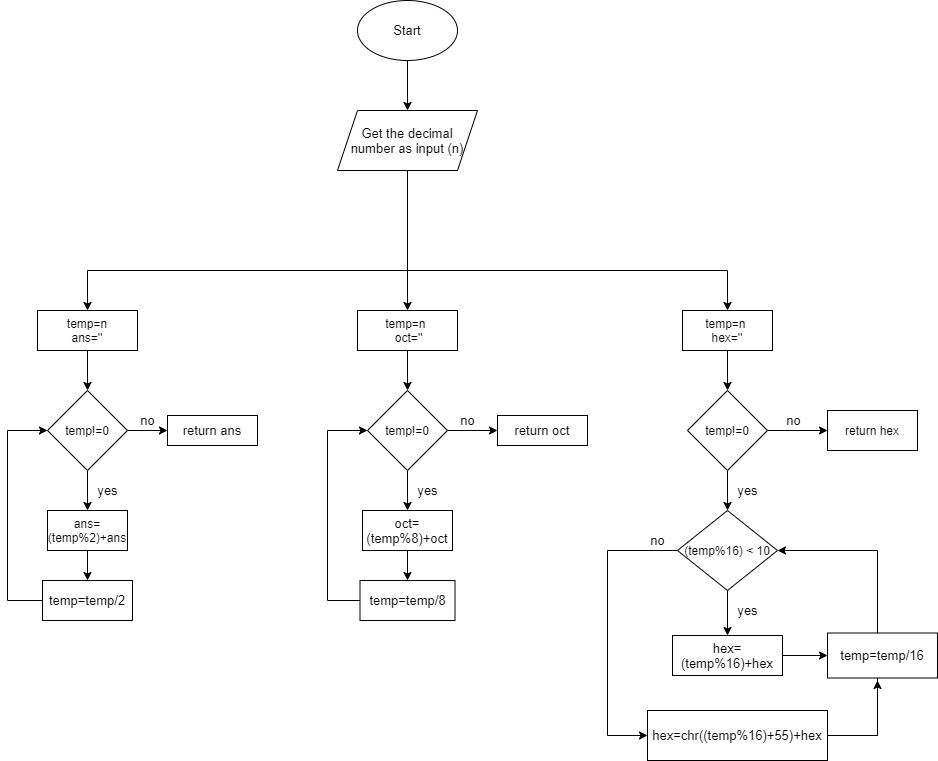 Start
Get the decimal
number as input (n)
temp=n
ans=''
temp=n
oct=''
temp=n
hex=''
temp!=0
no
return ans
temp!=0
no
return oct
temp!=0
no
return hex
yes
yes
yes
ans=
(temp%2)+ans
oct=
(temp%8)+oct
no
(temp%16) < 10
temp=temp/2
temp=temp/8
yes
hex=
(temp%16)+hex
temp=temp/16
hex=chr((temp%16)+55)+hex